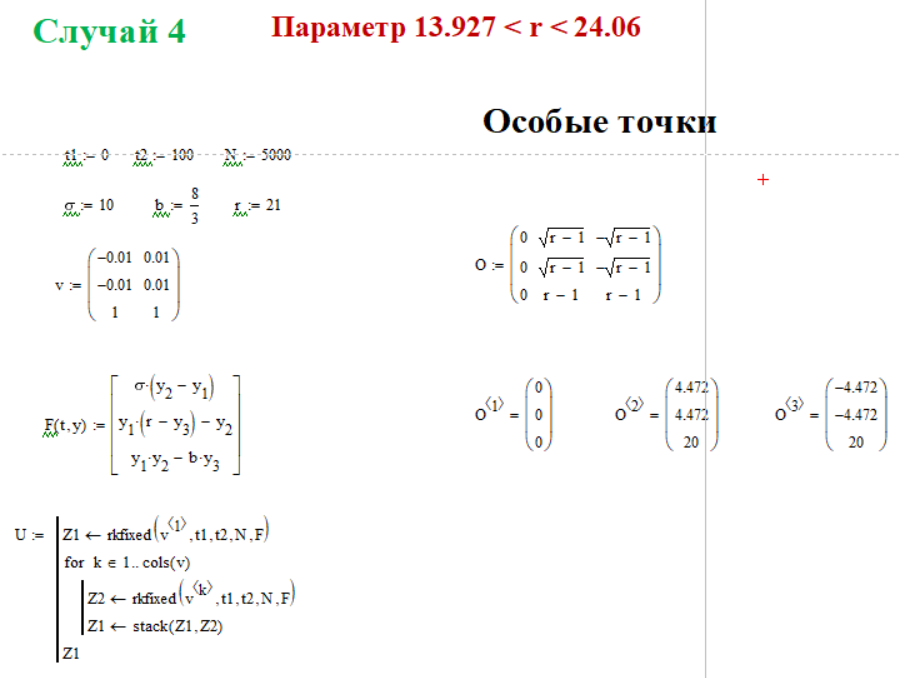 Случай 4
Параметр 13.927 < r < 24.06
Особые точки
t1 := 0 t2 := 100 N := 5000
σ := 10 b := 8/3 r := 21
v := ( −0.01 0.01
−0.01 0.01
1 1 )
O := ( 0 √(r − 1) −√(r − 1)
0 √(r − 1) −√(r − 1)
0 r − 1 r − 1 )
F(t,y) := [ σ·(y₂ − y₁)
y₁·(r − y₃) − y₂
y₁·y₂ − b·y₃ ]
O^⟨1⟩ = ( 0
0
0 )
O^⟨2⟩ = ( 4.472
4.472
20 )
O^⟨3⟩ = ( −4.472
−4.472
20 )
U := Z1 ← rkfixed(v^⟨1⟩, t1, t2, N, F)
for k ∈ 1.. cols(v)
Z2 ← rkfixed(v^⟨k⟩, t1, t2, N, F)
Z1 ← stack(Z1, Z2)
Z1